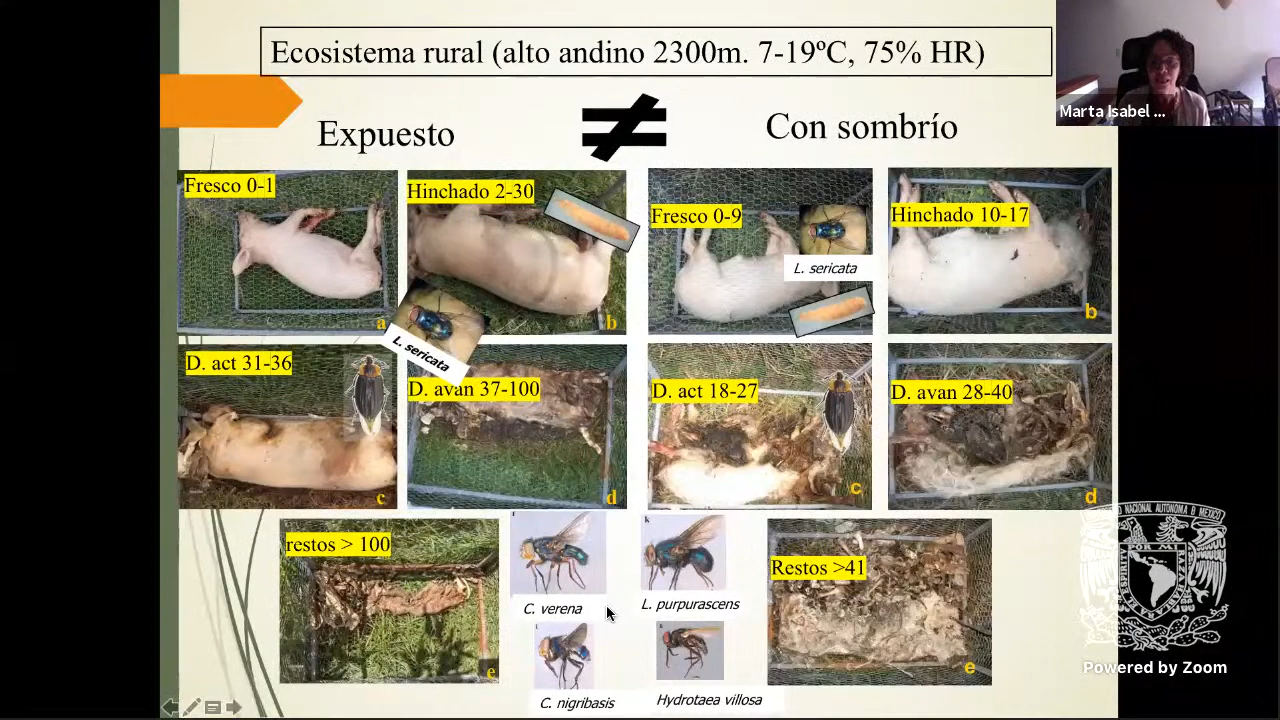 Ecosistema rural (alto andino 2300m. 7-19ºC, 75% HR)
Marta Isabel ...
Expuesto
≠
Con sombrío
Fresco 0-1
a
Hinchado 2-30
b
L. sericata
Fresco 0-9
L. sericata
Hinchado 10-17
b
D. act 31-36
c
D. avan 37-100
d
D. act 18-27
c
D. avan 28-40
d
restos > 100
e
C. verena
L. purpurascens
C. nigribasis
Hydrotaea villosa
Restos >41
e
Powered by Zoom